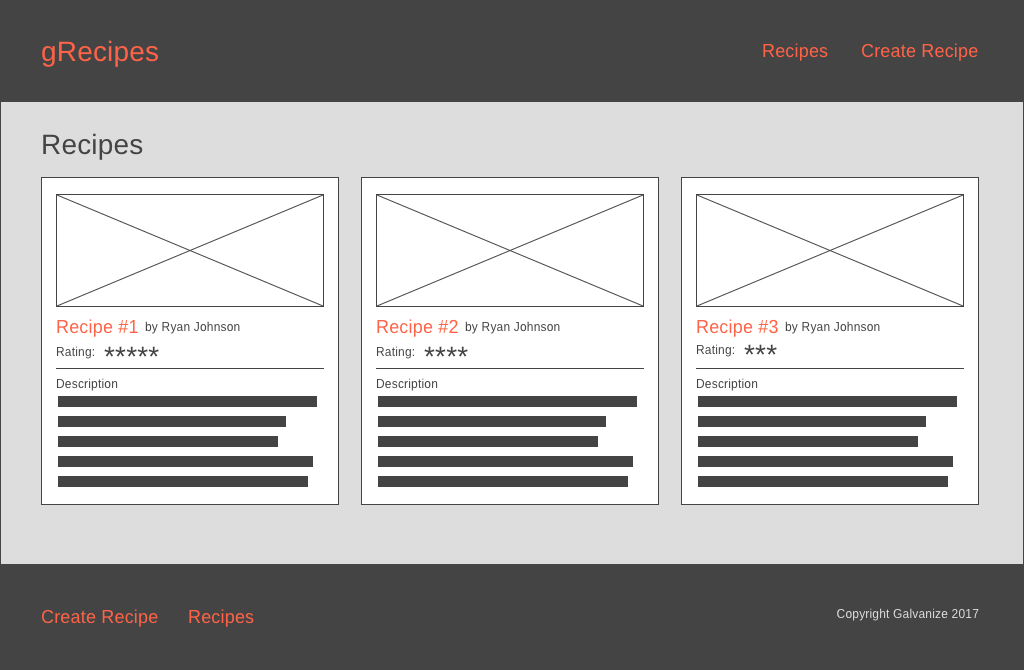 gRecipes
Recipes Create Recipe
Recipes
Recipe #1 by Ryan Johnson
Rating: *****
Description
Recipe #2 by Ryan Johnson
Rating: ****
Description
Recipe #3 by Ryan Johnson
Rating: ***
Description
Create Recipe Recipes
Copyright Galvanize 2017